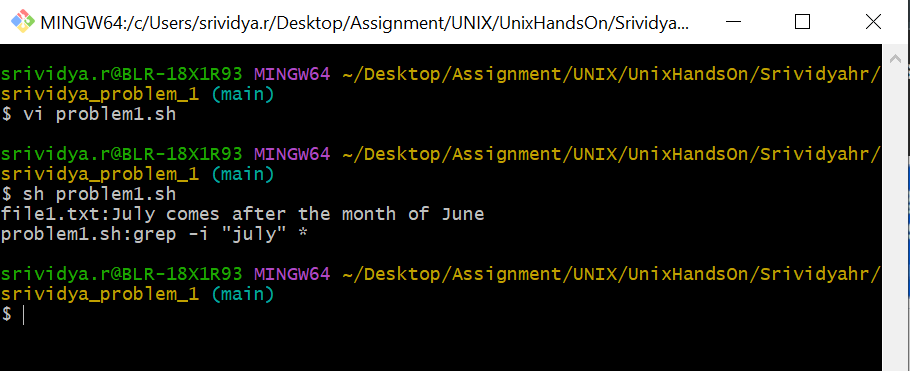 MINGW64:/c/Users/srividya.r/Desktop/Assignment/UNIX/UnixHandsOn/Srividya...
srividya.r@BLR-18X1R93 MINGW64 ~/Desktop/Assignment/UNIX/UnixHandsOn/Srividyahr/
srividya_problem_1 (main)
$ vi problem1.sh
srividya.r@BLR-18X1R93 MINGW64 ~/Desktop/Assignment/UNIX/UnixHandsOn/Srividyahr/
srividya_problem_1 (main)
$ sh problem1.sh
file1.txt:July comes after the month of June
problem1.sh:grep -i "july" *
srividya.r@BLR-18X1R93 MINGW64 ~/Desktop/Assignment/UNIX/UnixHandsOn/Srividyahr/
srividya_problem_1 (main)
$